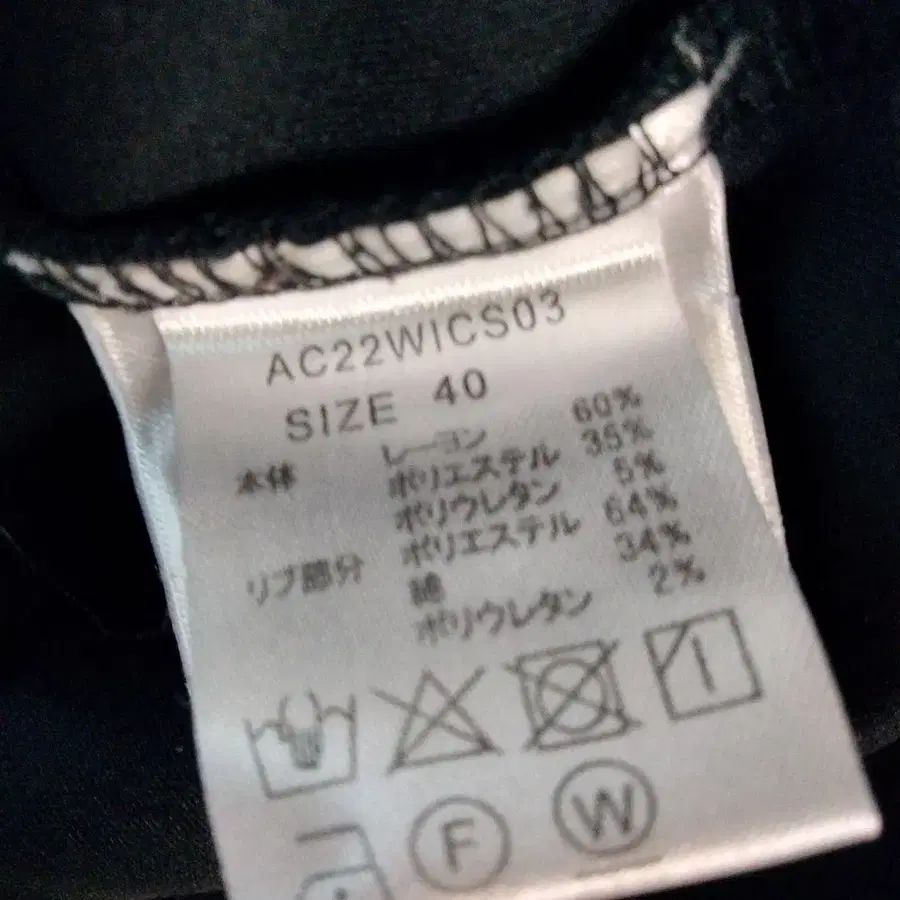 AC22WICS03
SIZE 40
本体 レーヨン 60%
ポリエステル 35%
ポリウレタン 5%
リブ部分 ポリエステル 64%
綿 34%
ポリウレタン 2%
F W